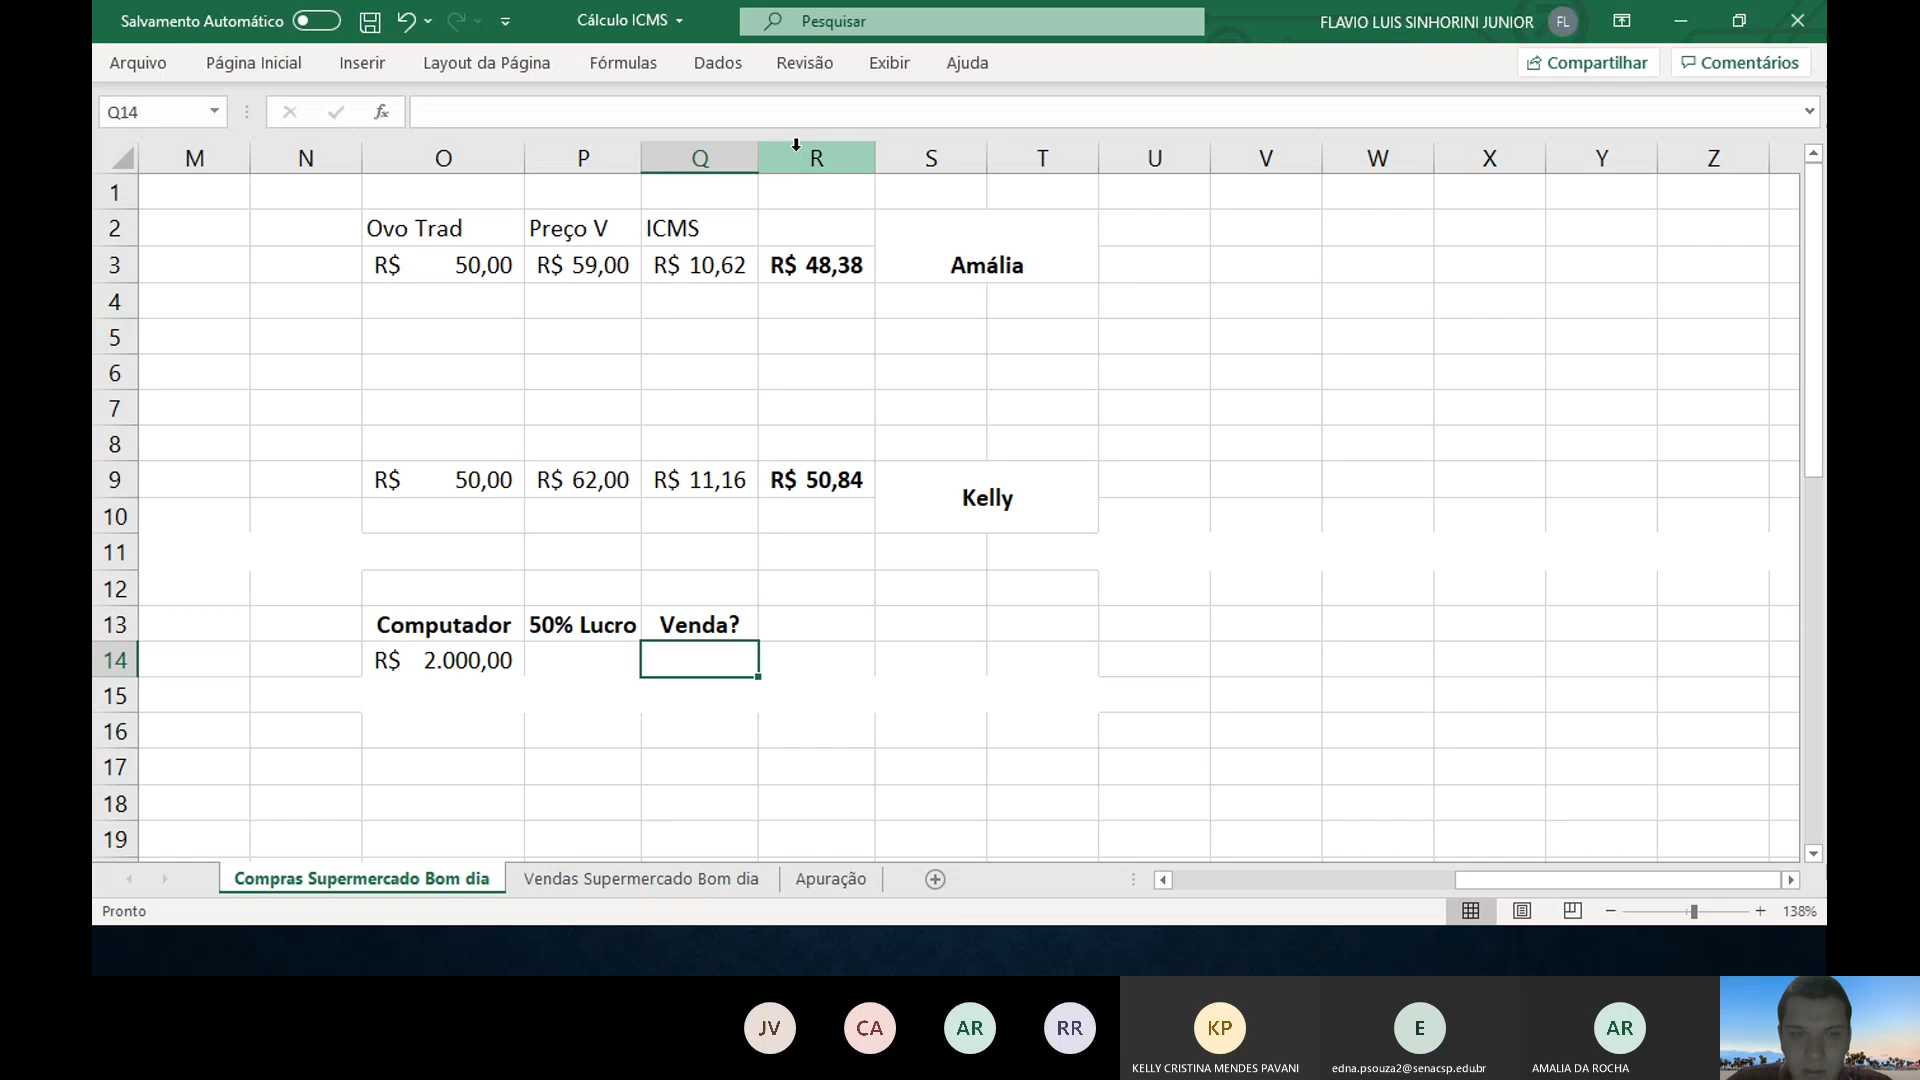 Salvamento Automático
Cálculo ICMS
Pesquisar
FLAVIO LUIS SINHORINI JUNIOR
FL
Arquivo
Página Inicial
Inserir
Layout da Página
Fórmulas
Dados
Revisão
Exibir
Ajuda
Compartilhar
Comentários
Q14
fx
M N O P Q R S T U V W X Y Z
1
2 Ovo Trad Preço V ICMS
3 R$ 50,00 R$ 59,00 R$ 10,62 R$ 48,38 Amália
4
5
6
7
8
9 R$ 50,00 R$ 62,00 R$ 11,16 R$ 50,84
Kelly
10
11
12
13 Computador 50% Lucro Venda?
14 R$ 2.000,00
15
16
17
18
19
Compras Supermercado Bom dia
Vendas Supermercado Bom dia
Apuração
Pronto
138%
JV
CA
AR
RR
KP
E
AR
KELLY CRISTINA MENDES PAVANI
edna.psouza2@senacsp.edu.br
AMALIA DA ROCHA